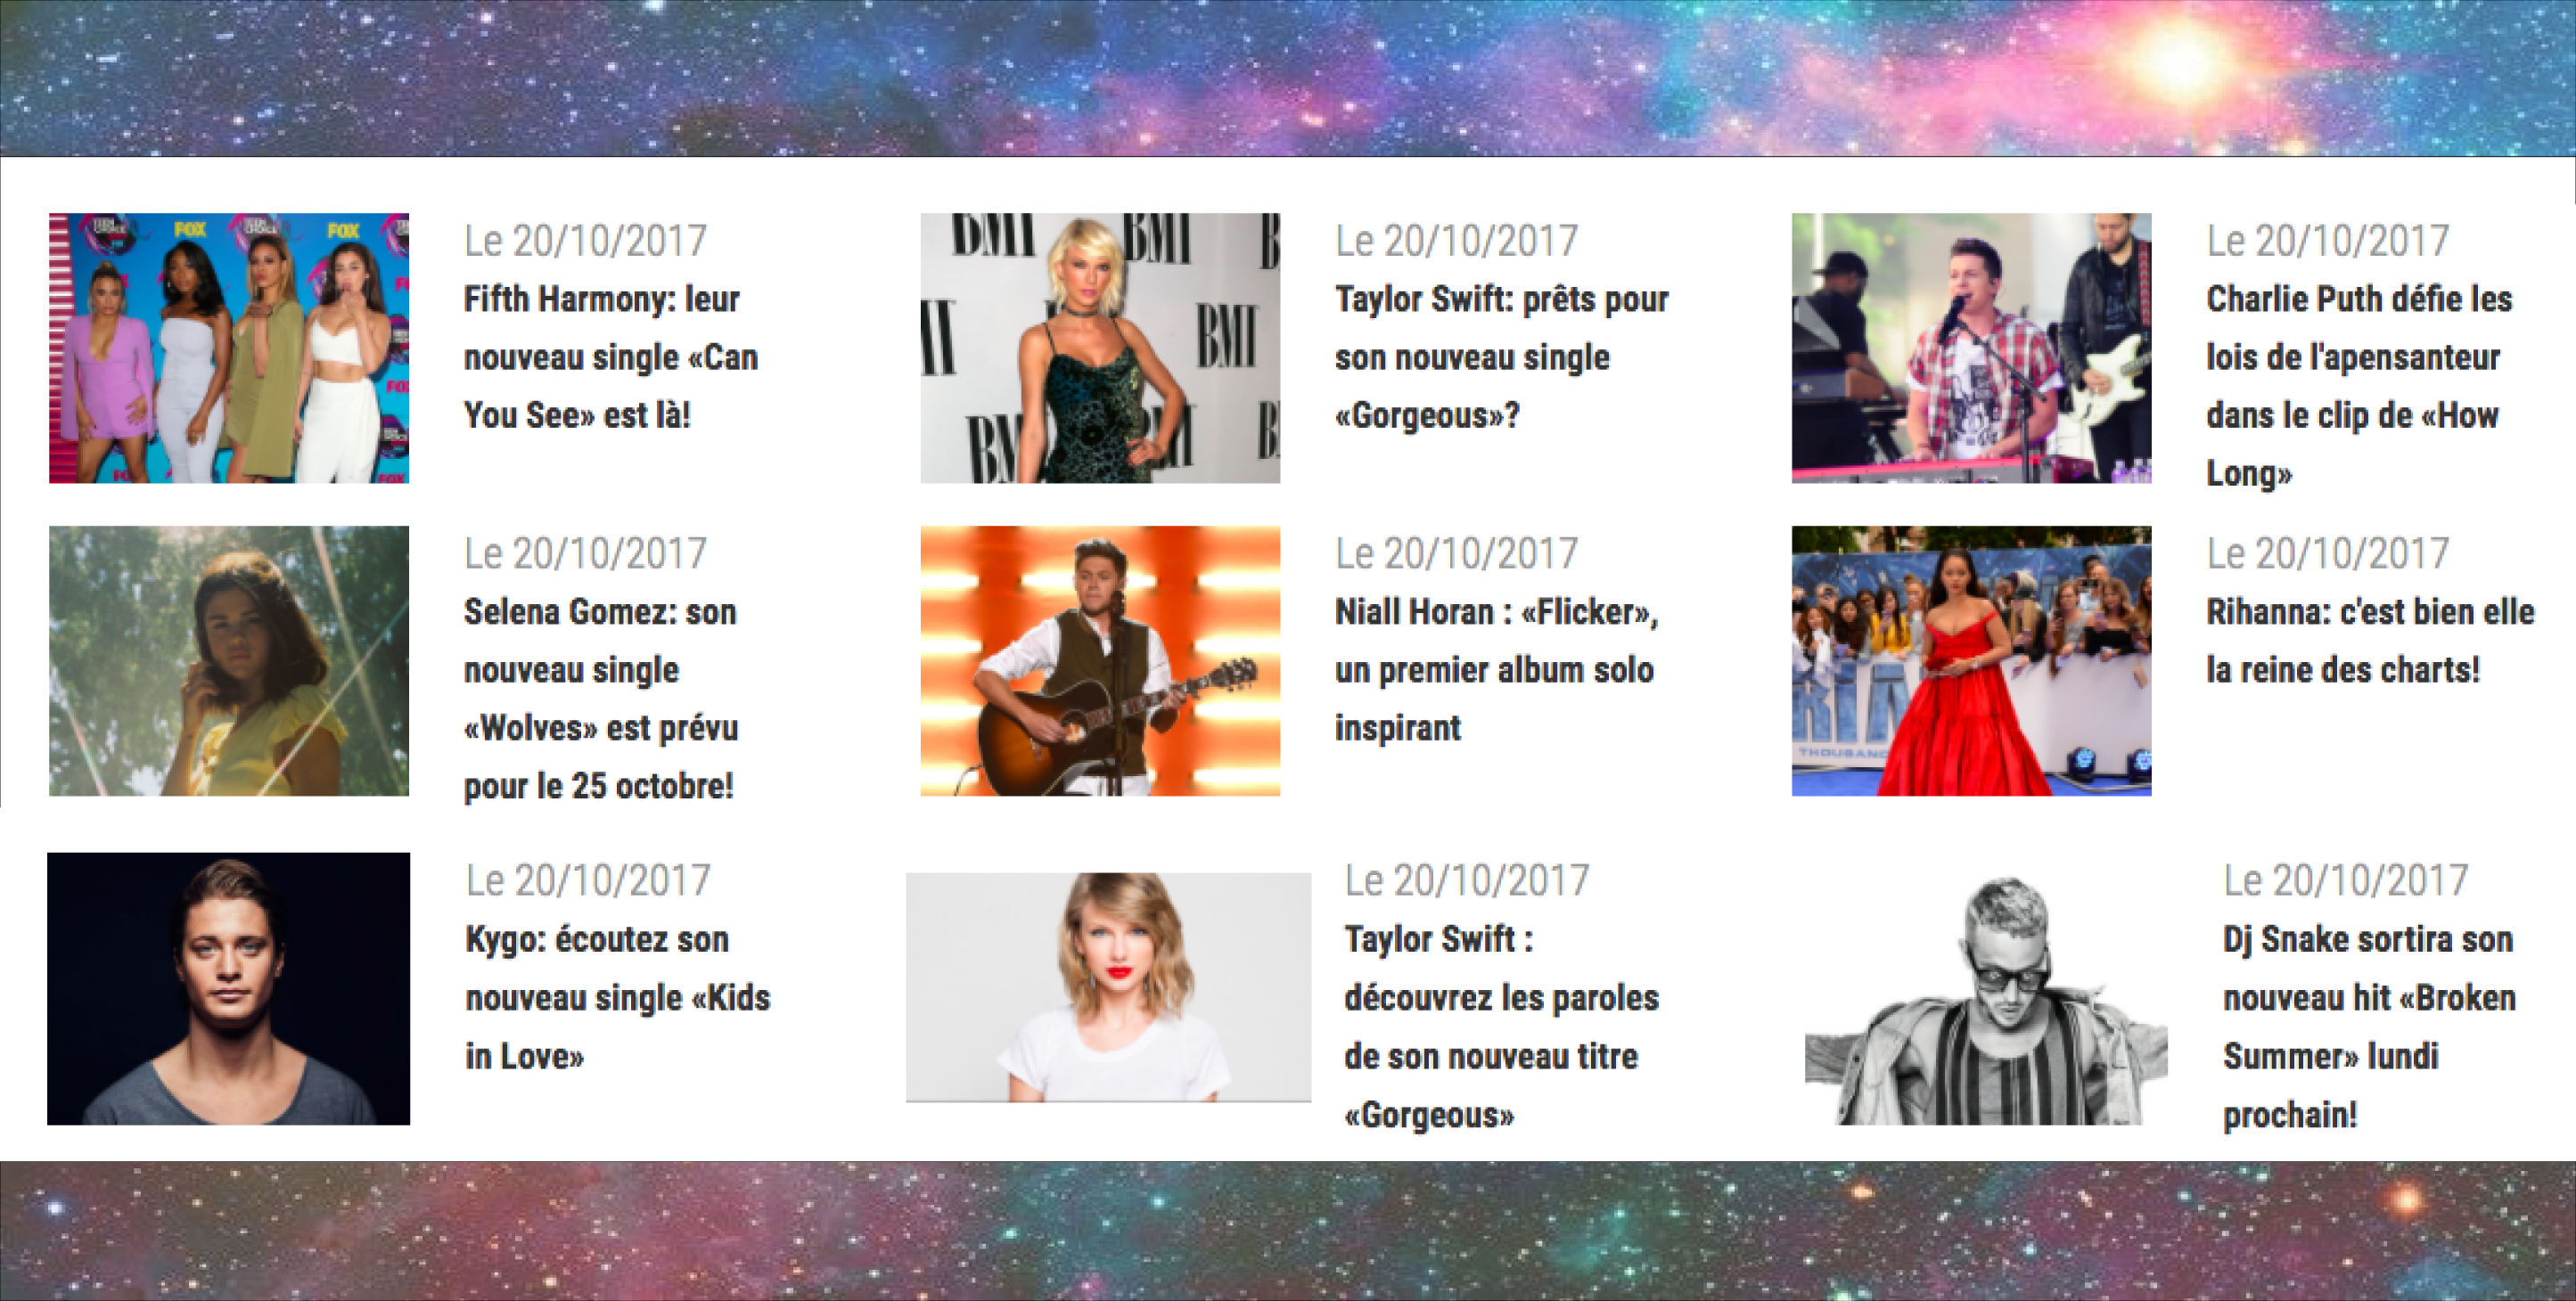 Le 20/10/2017
Fifth Harmony: leur
nouveau single «Can
You See» est là!
Le 20/10/2017
Taylor Swift: prêts pour
son nouveau single
«Gorgeous»?
Le 20/10/2017
Charlie Puth défie les
lois de l'apensanteur
dans le clip de «How
Long»
Le 20/10/2017
Selena Gomez: son
nouveau single
«Wolves» est prévu
pour le 25 octobre!
Le 20/10/2017
Niall Horan : «Flicker»,
un premier album solo
inspirant
Le 20/10/2017
Rihanna: c'est bien elle
la reine des charts!
Le 20/10/2017
Kygo: écoutez son
nouveau single «Kids
in Love»
Le 20/10/2017
Taylor Swift :
découvrez les paroles
de son nouveau titre
«Gorgeous»
Le 20/10/2017
Dj Snake sortira son
nouveau hit «Broken
Summer» lundi
prochain!
FOX
FOX
BMI
BMI
BMI